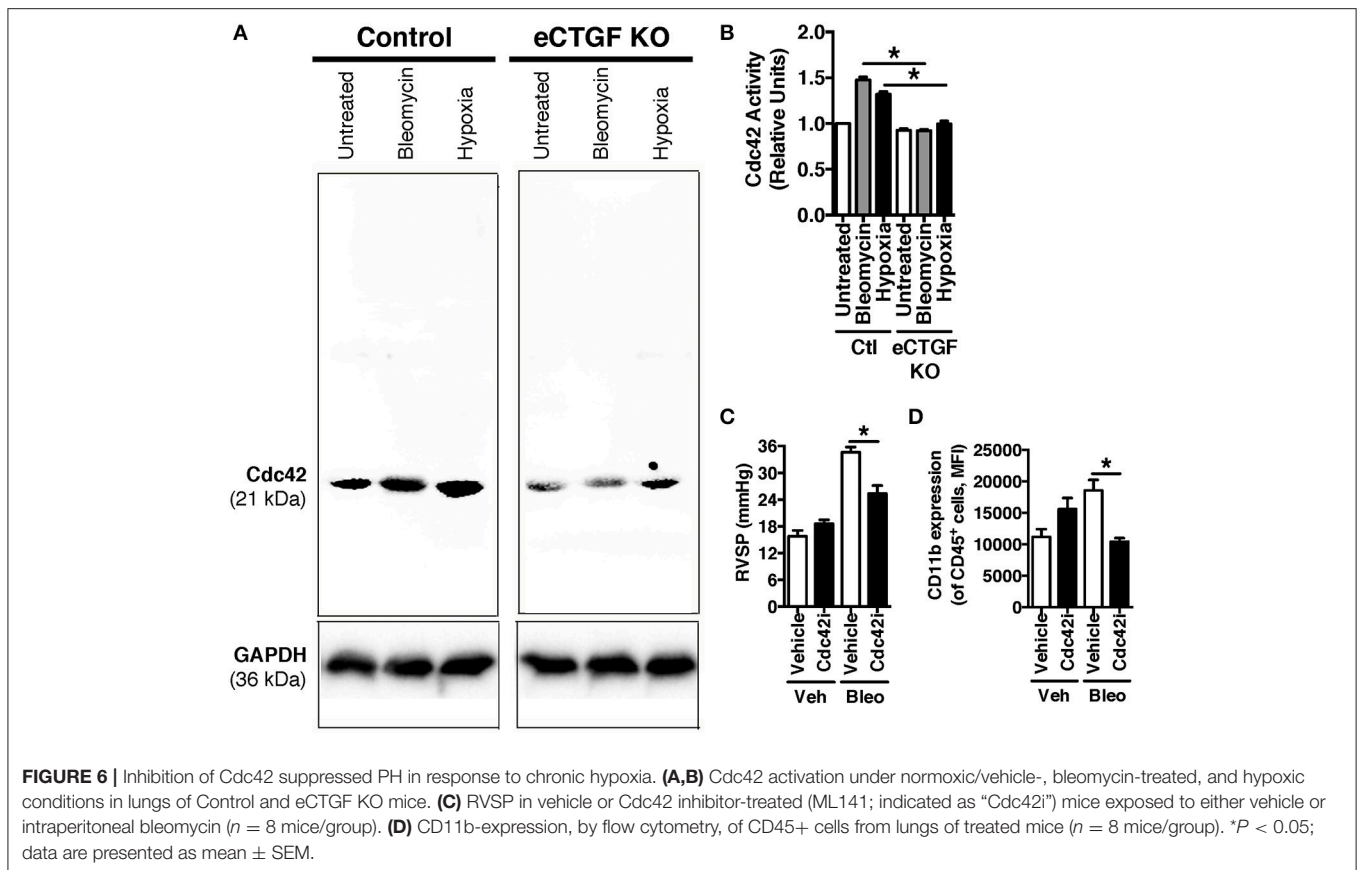 A
Control
eCTGF KO
Untreated
Bleomycin
Hypoxia
Untreated
Bleomycin
Hypoxia
Cdc42
(21 kDa)
GAPDH
(36 kDa)
B
Cdc42 Activity
(Relative Units)
2.0
1.5
1.0
0.5
0.0
*
*
Untreated
Bleomycin
Hypoxia
Untreated
Bleomycin
Hypoxia
Ctl
eCTGF
KO
C
RVSP (mmHg)
36
30
24
18
12
6
0
*
Vehicle
Cdc42i
Vehicle
Cdc42i
Veh
Bleo
D
CD11b expression
(of CD45⁺ cells, MFI)
25000
20000
15000
10000
5000
0
*
Vehicle
Cdc42i
Vehicle
Cdc42i
Veh
Bleo
FIGURE 6 | Inhibition of Cdc42 suppressed PH in response to chronic hypoxia. (A,B) Cdc42 activation under normoxic/vehicle-, bleomycin-treated, and hypoxic
conditions in lungs of Control and eCTGF KO mice. (C) RVSP in vehicle or Cdc42 inhibitor-treated (ML141; indicated as “Cdc42i”) mice exposed to either vehicle or
intraperitoneal bleomycin (n = 8 mice/group). (D) CD11b-expression, by flow cytometry, of CD45+ cells from lungs of treated mice (n = 8 mice/group). *P < 0.05;
data are presented as mean ± SEM.